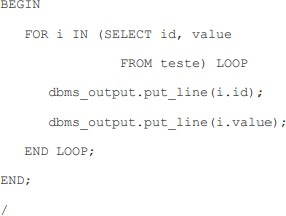 BEGIN
FOR i IN (SELECT id, value
FROM teste) LOOP
dbms_output.put_line(i.id);
dbms_output.put_line(i.value);
END LOOP;
END;
/